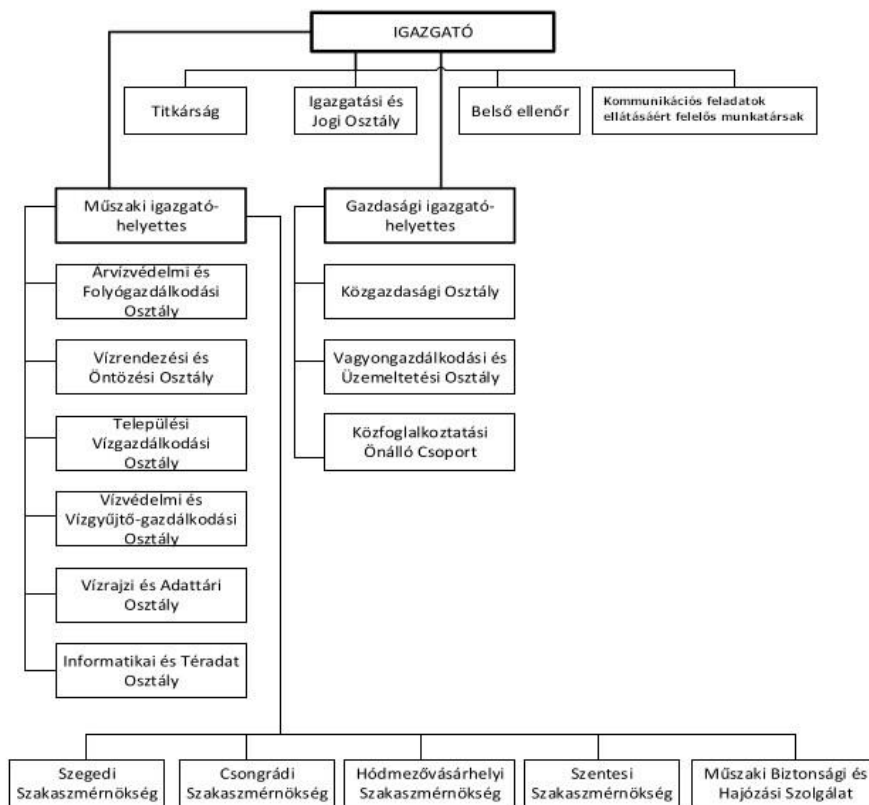 IGAZGATÓ
Titkárság
Igazgatási és
Jogi Osztály
Belső ellenőr
Kommunikációs feladatok
ellátásáért felelős munkatársak
Műszaki igazgató-
helyettes
Gazdasági igazgató-
helyettes
Árvízvédelmi és
Folyógazdálkodási
Osztály
Közgazdasági Osztály
Vízrendezési és
Öntözési Osztály
Vagyongazdálkodási és
Üzemeltetési Osztály
Települési
Vízgazdálkodási
Osztály
Közfoglalkoztatási
Önálló Csoport
Vízvédelmi és
Vízgyűjtő-gazdálkodási
Osztály
Vízrajzi és Adattári
Osztály
Informatikai és Téradat
Osztály
Szegedi
Szakaszmérnökség
Csongrádi
Szakaszmérnökség
Hódmezővásárhelyi
Szakaszmérnökség
Szentesi
Szakaszmérnökség
Műszaki Biztonsági és
Hajózási Szolgálat